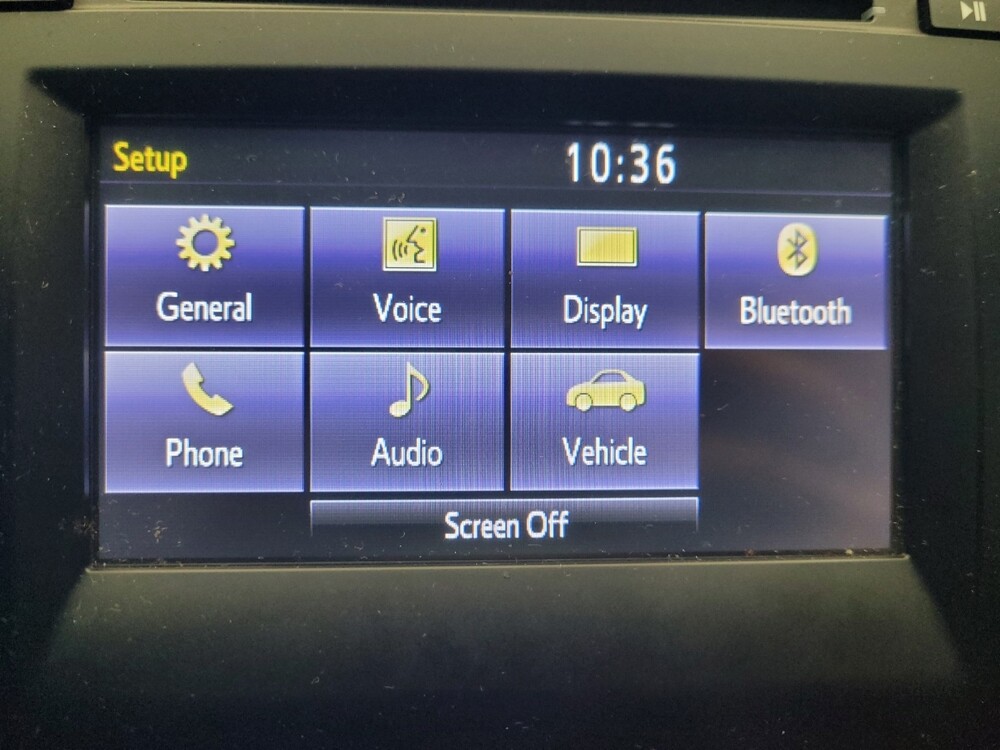 Setup
10:36
General
Voice
Display
Bluetooth
Phone
Audio
Vehicle
Screen Off